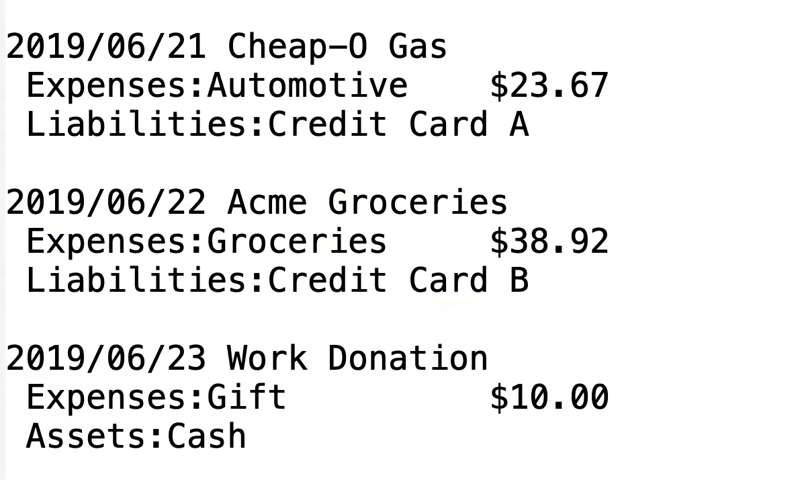 2019/06/21 Cheap-O Gas
Expenses:Automotive $23.67
Liabilities:Credit Card A
2019/06/22 Acme Groceries
Expenses:Groceries $38.92
Liabilities:Credit Card B
2019/06/23 Work Donation
Expenses:Gift $10.00
Assets:Cash